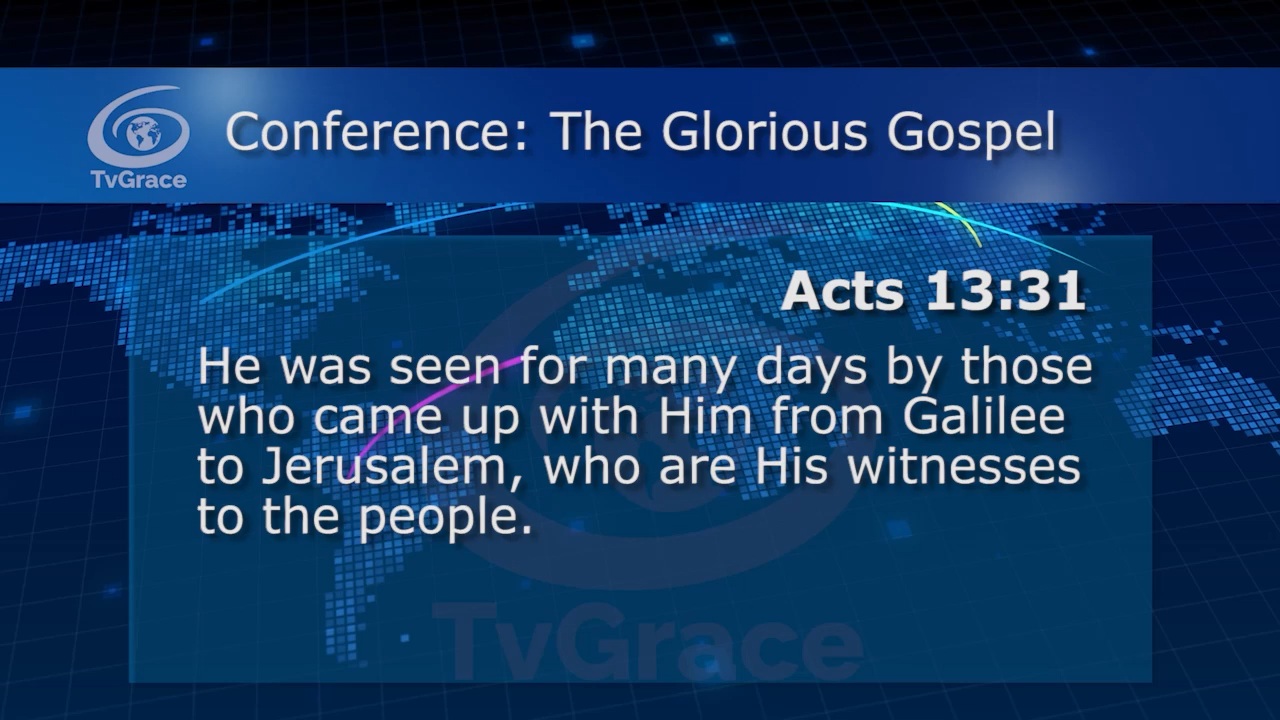 Conference: The Glorious Gospel
TvGrace
Acts 13:31
He was seen for many days by those
who came up with Him from Galilee
to Jerusalem, who are His witnesses
to the people.
TvGrace